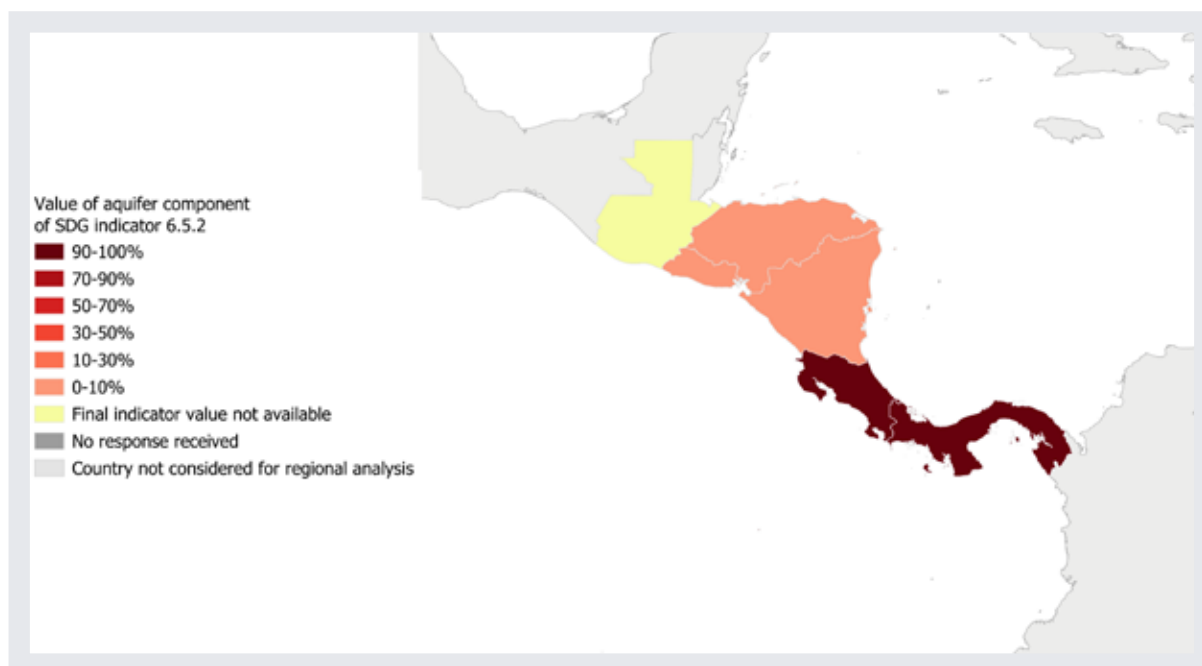 Value of aquifer component
of SDG indicator 6.5.2
90-100%
70-90%
50-70%
30-50%
10-30%
0-10%
Final indicator value not available
No response received
Country not considered for regional analysis